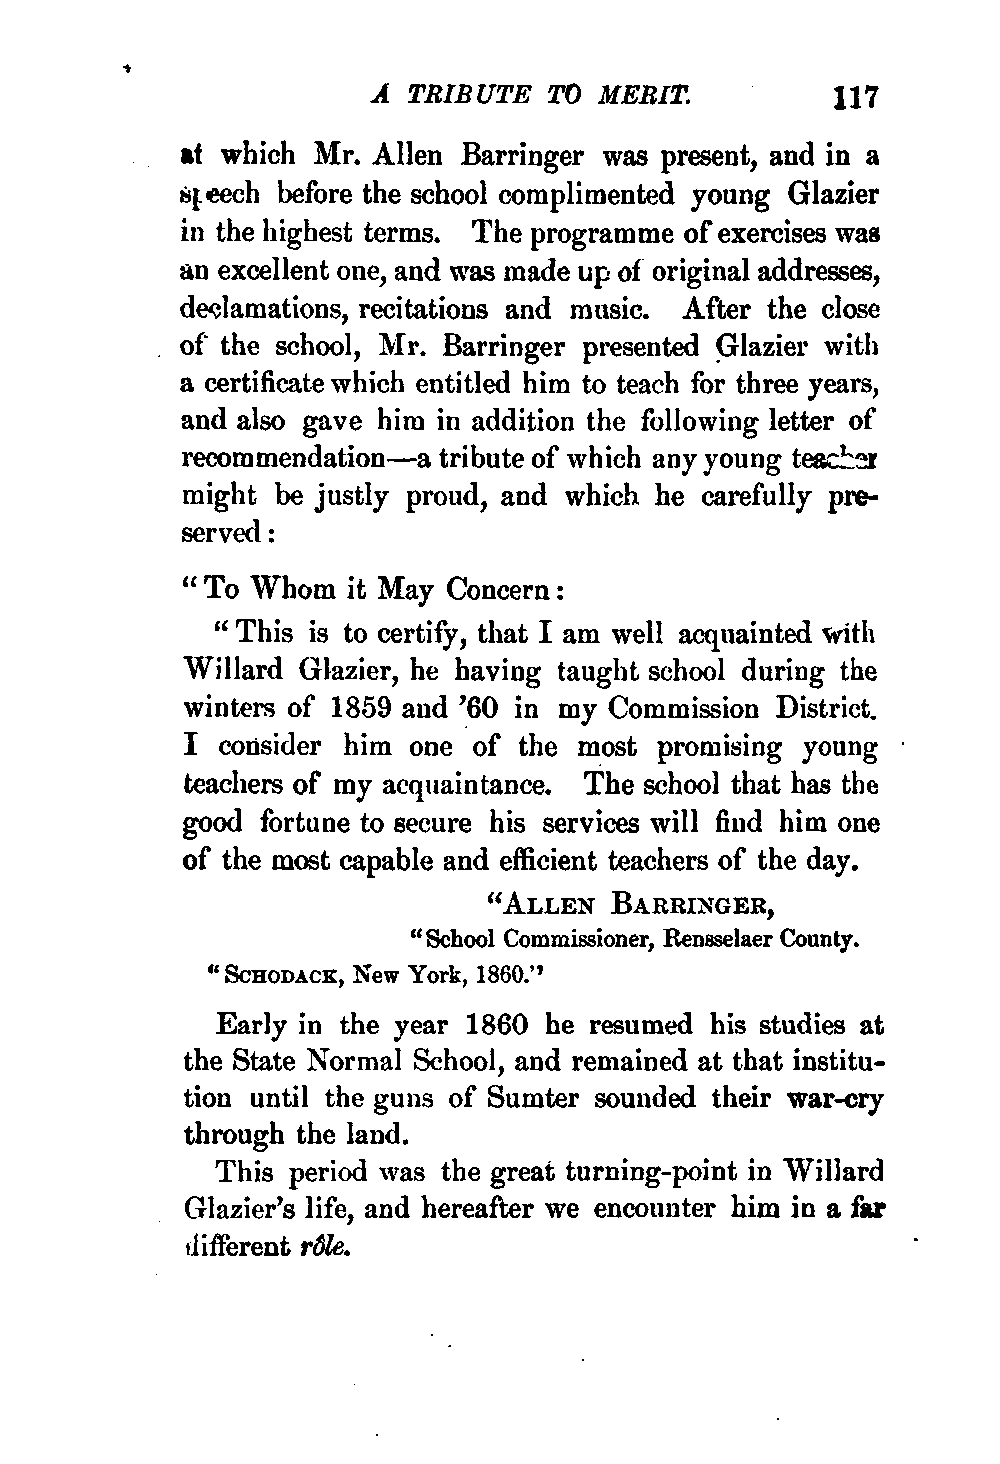 A TRIBUTE TO MERIT. 117
at which Mr. Allen Barringer was present, and in a
speech before the school complimented young Glazier
in the highest terms. The programme of exercises was
an excellent one, and was made up of original addresses,
declamations, recitations and music. After the close
of the school, Mr. Barringer presented Glazier with
a certificate which entitled him to teach for three years,
and also gave him in addition the following letter of
recommendation—a tribute of which any young teacher
might be justly proud, and which he carefully pre-
served:
"To Whom it May Concern:
"This is to certify, that I am well acquainted with
Willard Glazier, he having taught school during the
winters of 1859 and '60 in my Commission District.
I consider him one of the most promising young
teachers of my acquaintance. The school that has the
good fortune to secure his services will find him one
of the most capable and efficient teachers of the day.
"ALLEN BARRINGER,
"School Commissioner, Rensselaer County.
"SCHODACK, New York, 1860."
Early in the year 1860 he resumed his studies at
the State Normal School, and remained at that institu-
tion until the guns of Sumter sounded their war-cry
through the land.
This period was the great turning-point in Willard
Glazier's life, and hereafter we encounter him in a far
different rôle.